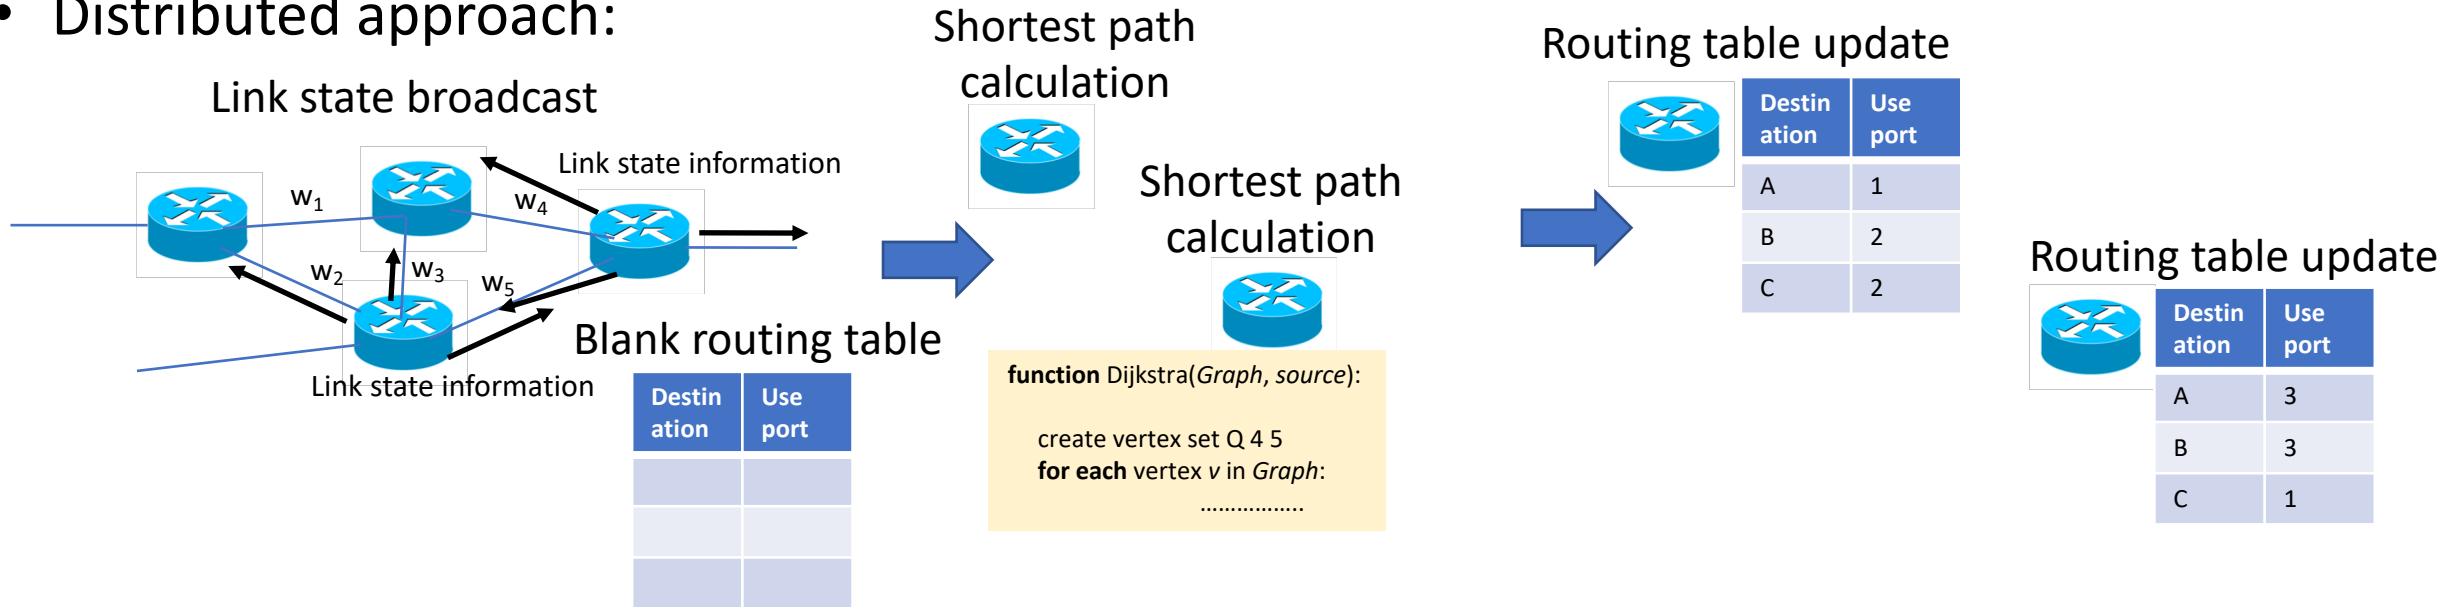 • Distributed approach:
Link state broadcast
Link state information
w1
w4
w2
w3
w5
Link state information
Blank routing table
Destin
ation
Use
port
Shortest path
calculation
Shortest path
calculation
function Dijkstra(Graph, source):
create vertex set Q 4 5
for each vertex v in Graph:
……………..
Routing table update
Destin
ation
Use
port
A 1
B 2
C 2
Routing table update
Destin
ation
Use
port
A 3
B 3
C 1